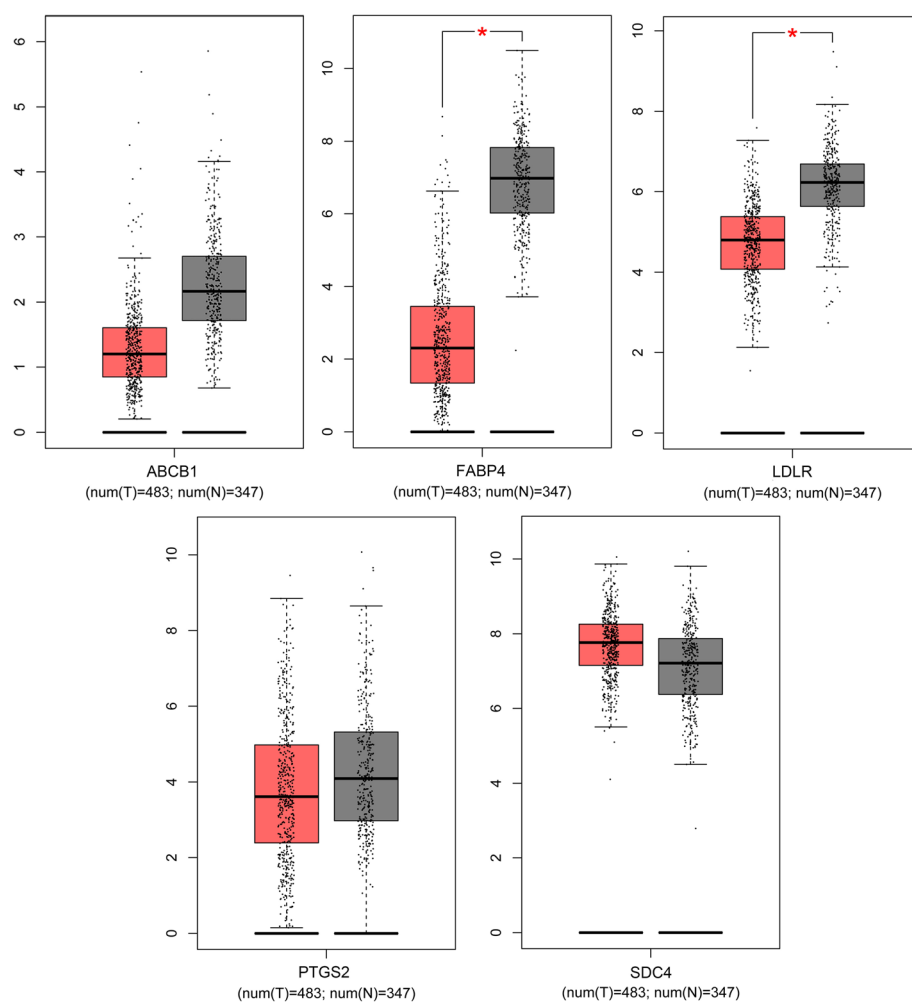 0 1 2 3 4 5 6
ABCB1
(num(T)=483; num(N)=347)
0 2 4 6 8 10
*
FABP4
(num(T)=483; num(N)=347)
0 2 4 6 8 10
*
LDLR
(num(T)=483; num(N)=347)
0 2 4 6 8 10
PTGS2
(num(T)=483; num(N)=347)
0 2 4 6 8 10
SDC4
(num(T)=483; num(N)=347)